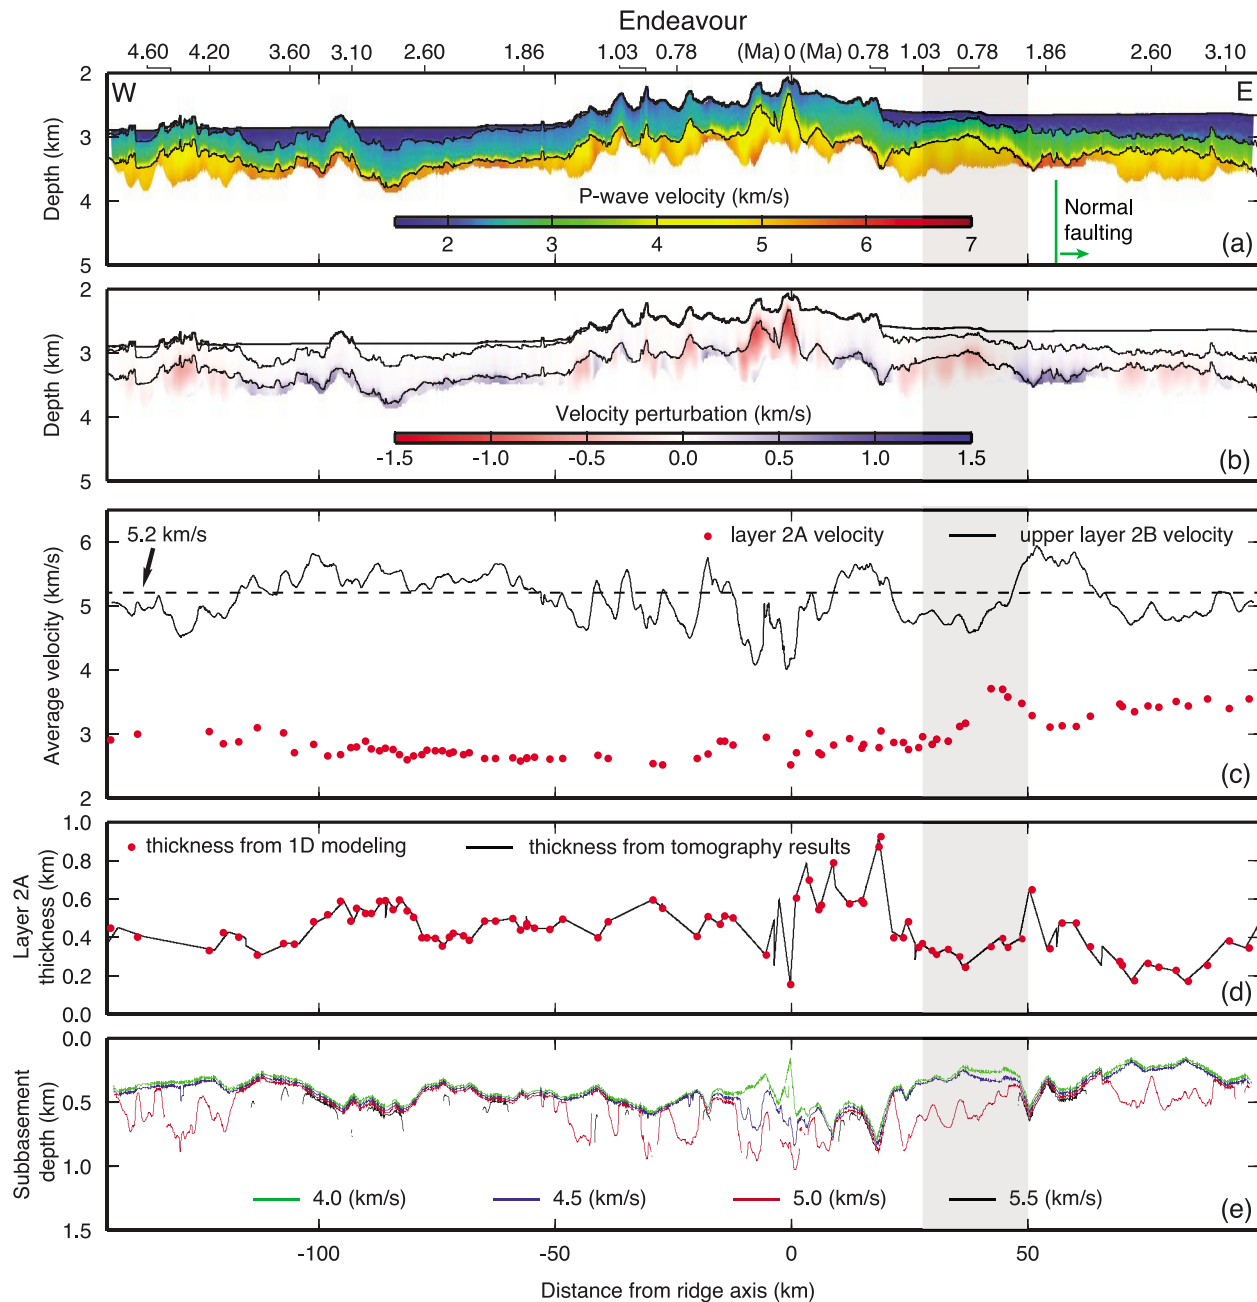 Endeavour
4.60 4.20 3.60 3.10 2.60 1.86 1.03 0.78 (Ma) 0 (Ma) 0.78 1.03 0.78 1.86 2.60 3.10
W E
Depth (km)
2
3
4
5
P-wave velocity (km/s)
2 3 4 5 6 7
Normal
faulting
(a)
Depth (km)
2
3
4
5
Velocity perturbation (km/s)
-1.5 -1.0 -0.5 0.0 0.5 1.0 1.5
(b)
Average velocity (km/s)
6
5
4
3
2
5.2 km/s
layer 2A velocity upper layer 2B velocity
(c)
Layer 2A
thickness (km)
1.0
0.8
0.6
0.4
0.2
0.0
thickness from 1D modeling thickness from tomography results
(d)
Subbasement
depth (km)
0.0
0.5
1.0
1.5
4.0 (km/s) 4.5 (km/s) 5.0 (km/s) 5.5 (km/s)
(e)
-100 -50 0 50
Distance from ridge axis (km)